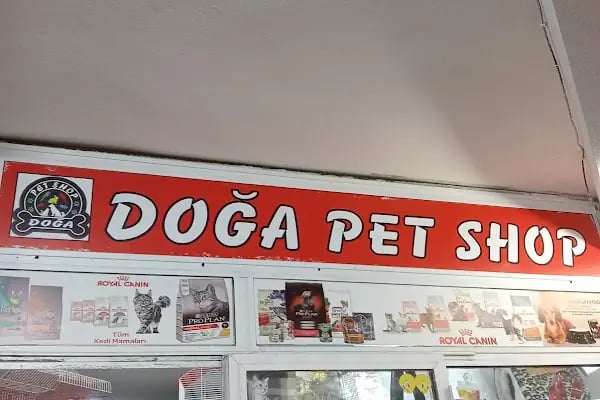 PET SHOP
DOĞA
DOĞA PET SHOP
ROYAL CANIN
Tüm
Kedi Mamaları
PRO PLAN
PRO PLAN
ROYAL CANIN